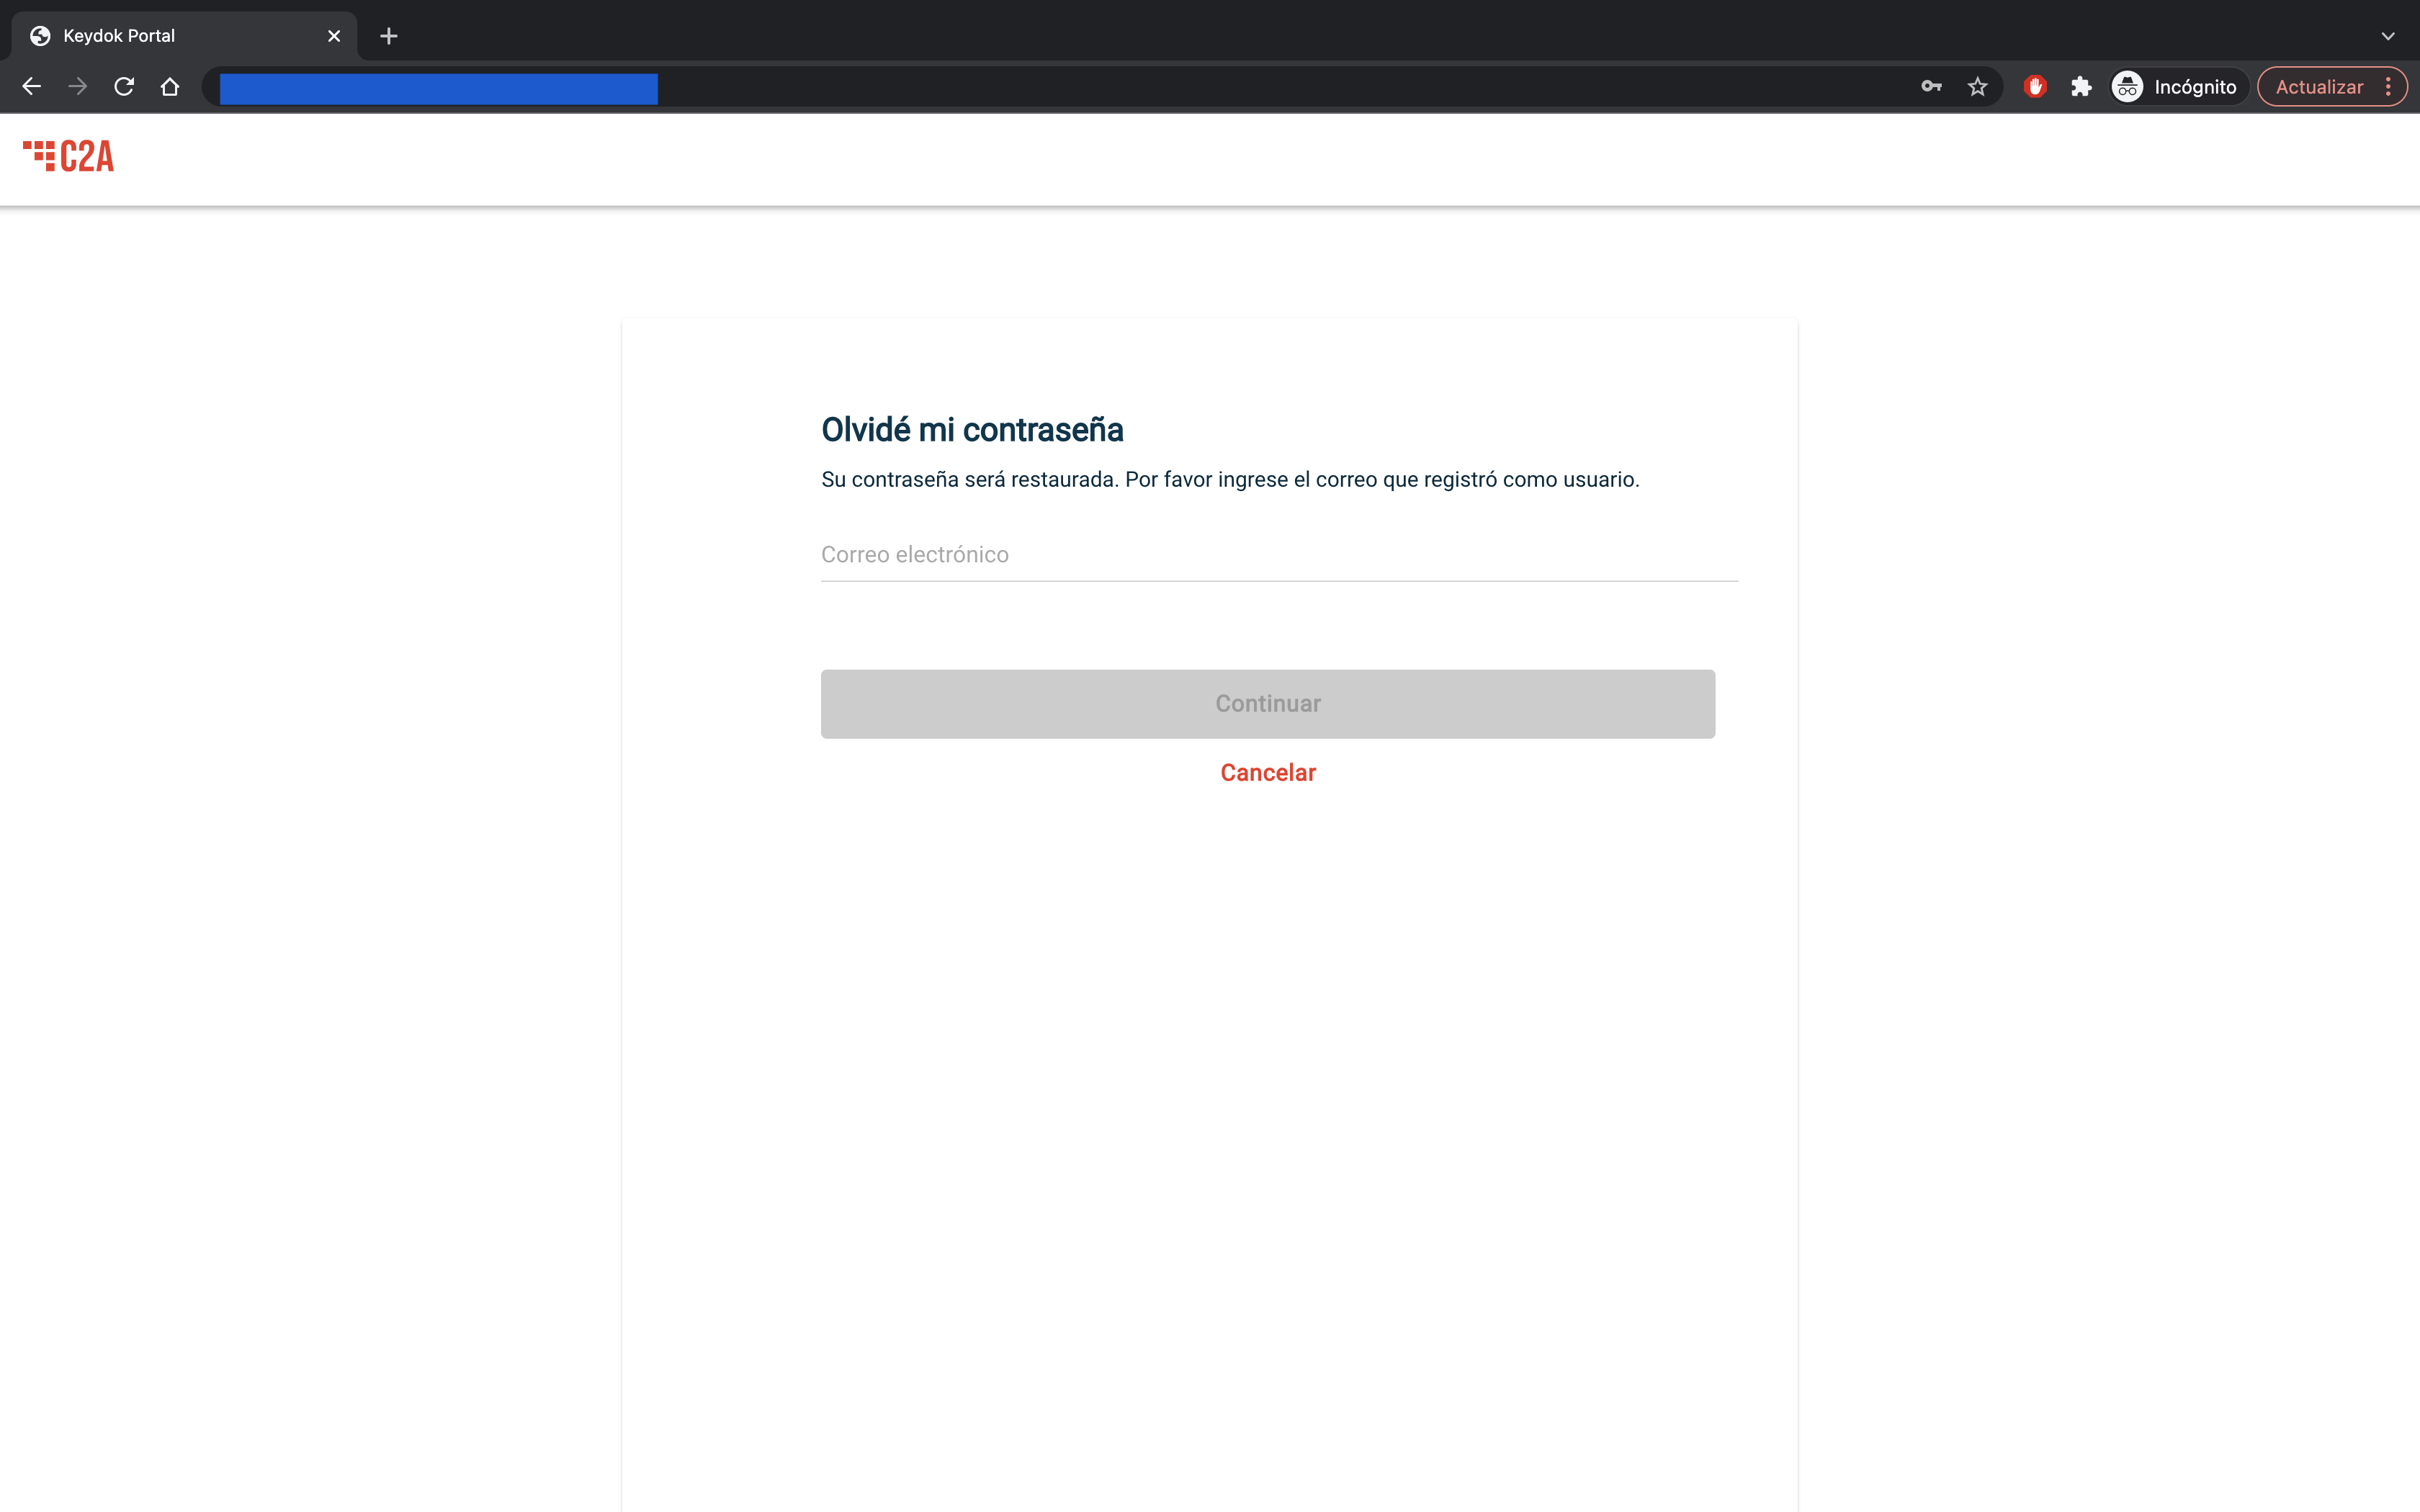 Keydok Portal
Incógnito
Actualizar
C2A
Olvidé mi contraseña
Su contraseña será restaurada. Por favor ingrese el correo que registró como usuario.
Correo electrónico
Continuar
Cancelar